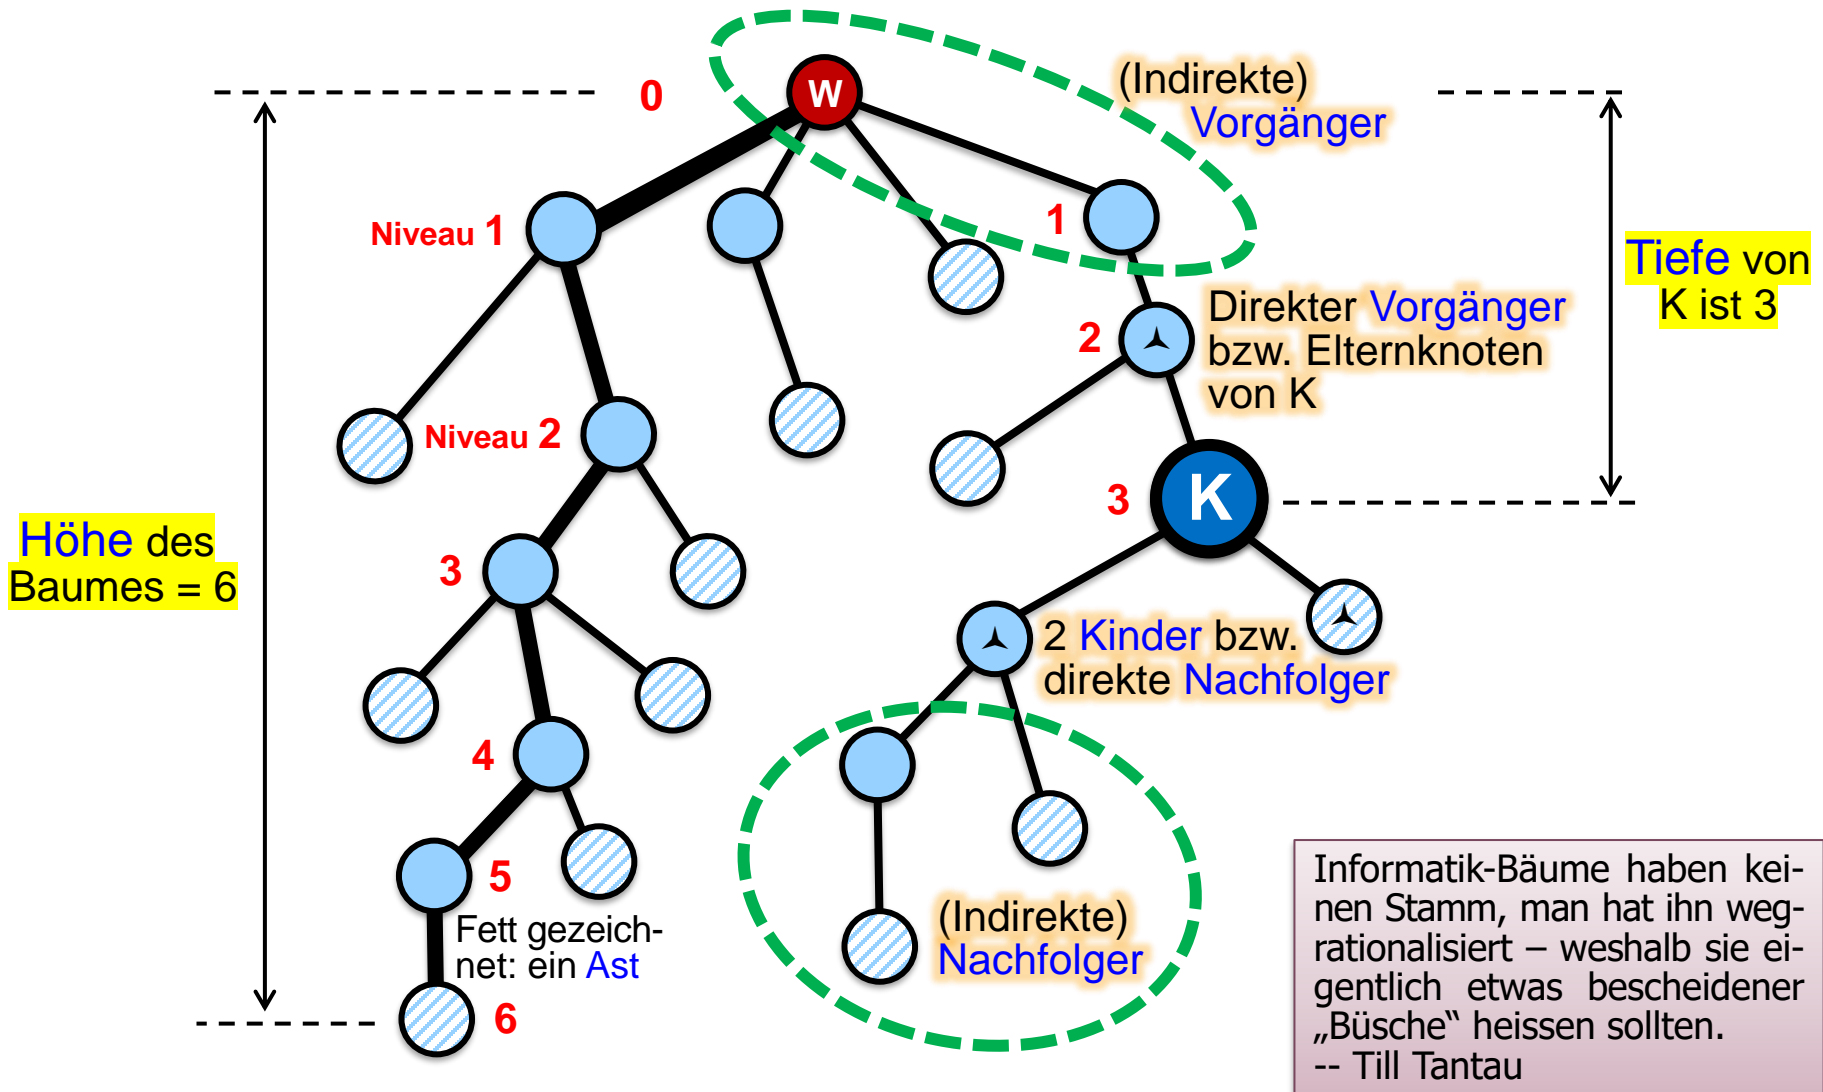 W
0
(Indirekte)
Vorgänger
Niveau 1
1
Tiefe von
K ist 3
Direkter Vorgänger
bzw. Elternknoten
von K
2
Niveau 2
K
3
Höhe des
Baumes = 6
3
2 Kinder bzw.
direkte Nachfolger
4
5
Fett gezeich-
net: ein Ast
(Indirekte)
Nachfolger
6
Informatik-Bäume haben kei-
nen Stamm, man hat ihn weg-
rationalisiert – weshalb sie ei-
gentlich etwas bescheidener
„Büsche“ heissen sollten.
-- Till Tantau